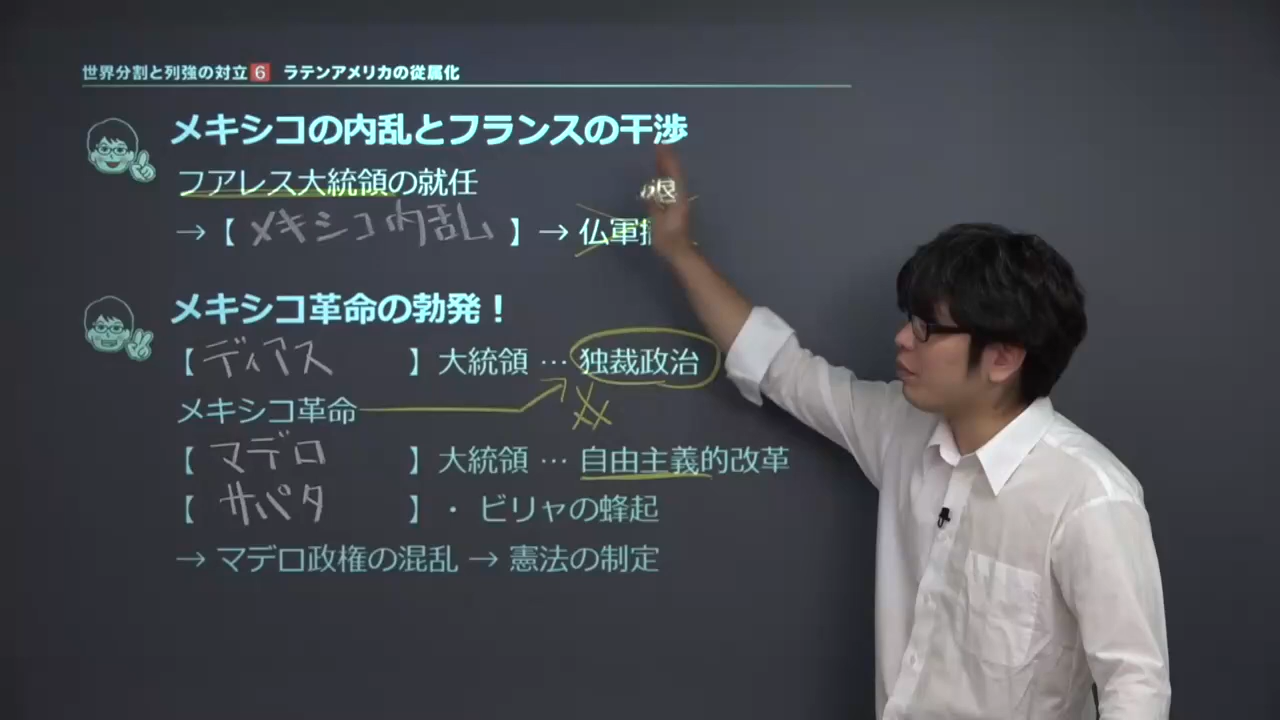 世界分割と列強の対立 6 ラテンアメリカの従属化
メキシコの内乱とフランスの干渉
フアレス大統領の就任
→【 メキシコ内乱 】→ 仏軍
退
メキシコ革命の勃発！
【 ディアス 】大統領 … 独裁政治
メキシコ革命
【 マデロ 】大統領 … 自由主義的改革
【 サパタ 】・ビリャの蜂起
→ マデロ政権の混乱 → 憲法の制定